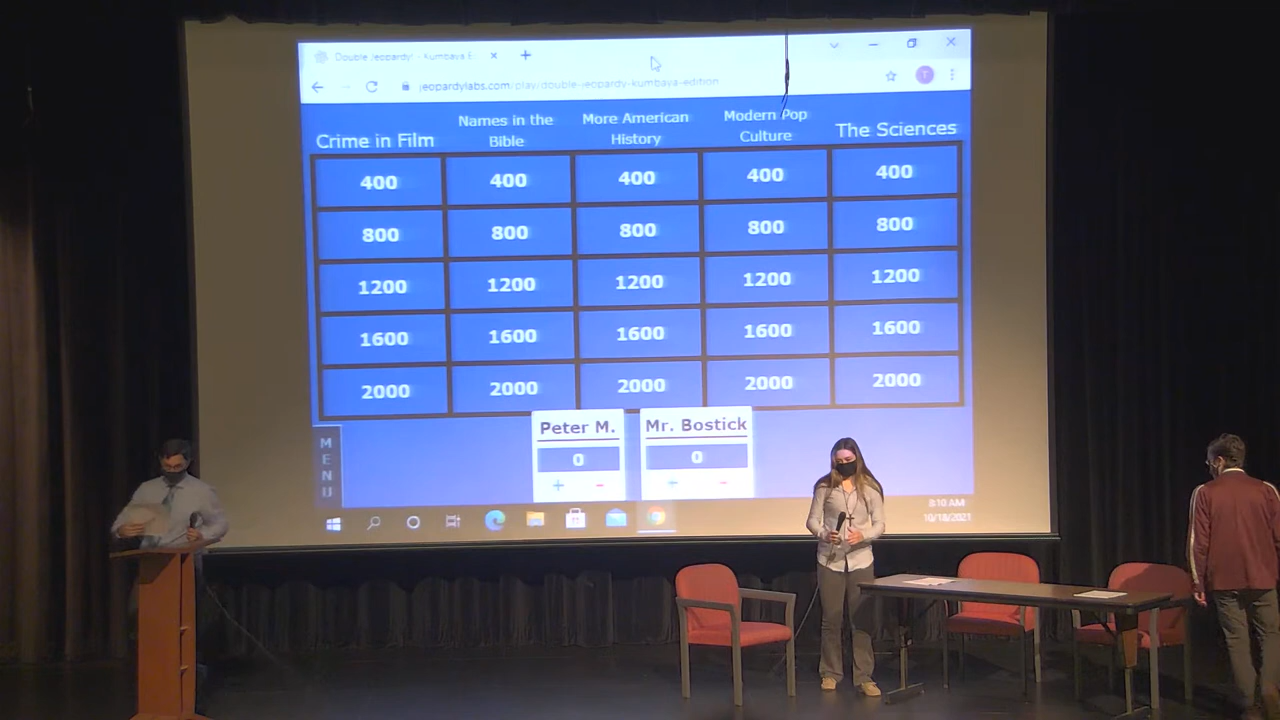 Double Jeopardy! - Kumbaya E
jeopardylabs.com/play/double-jeopardy-kumbaya-edition
T
Crime in Film
Names in the
Bible
More American
History
Modern Pop
Culture
The Sciences
400 400 400 400 400
800 800 800 800 800
1200 1200 1200 1200 1200
1600 1600 1600 1600 1600
2000 2000 2000 2000 2000
MENU
Peter M.
0
+ -
Mr. Bostick
0
+ -
8:10 AM
10/18/2021